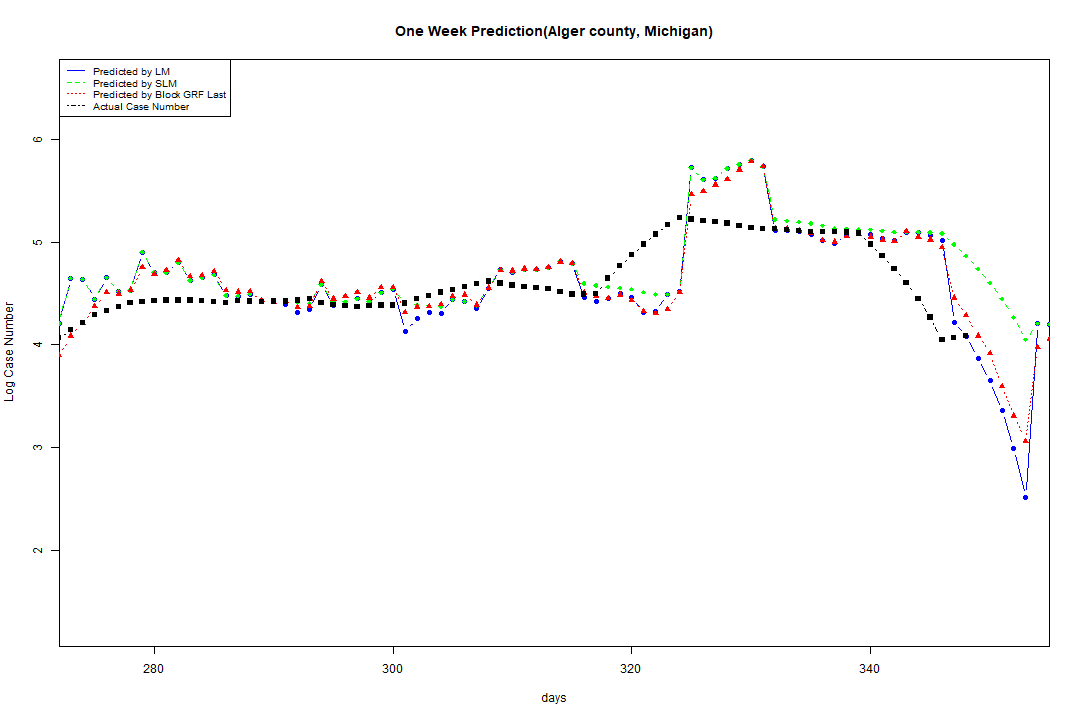 One Week Prediction(Alger county, Michigan)
Predicted by LM
Predicted by SLM
Predicted by Block GRF Last
Actual Case Number
6
5
4
3
2
Log Case Number
280 300 320 340
days